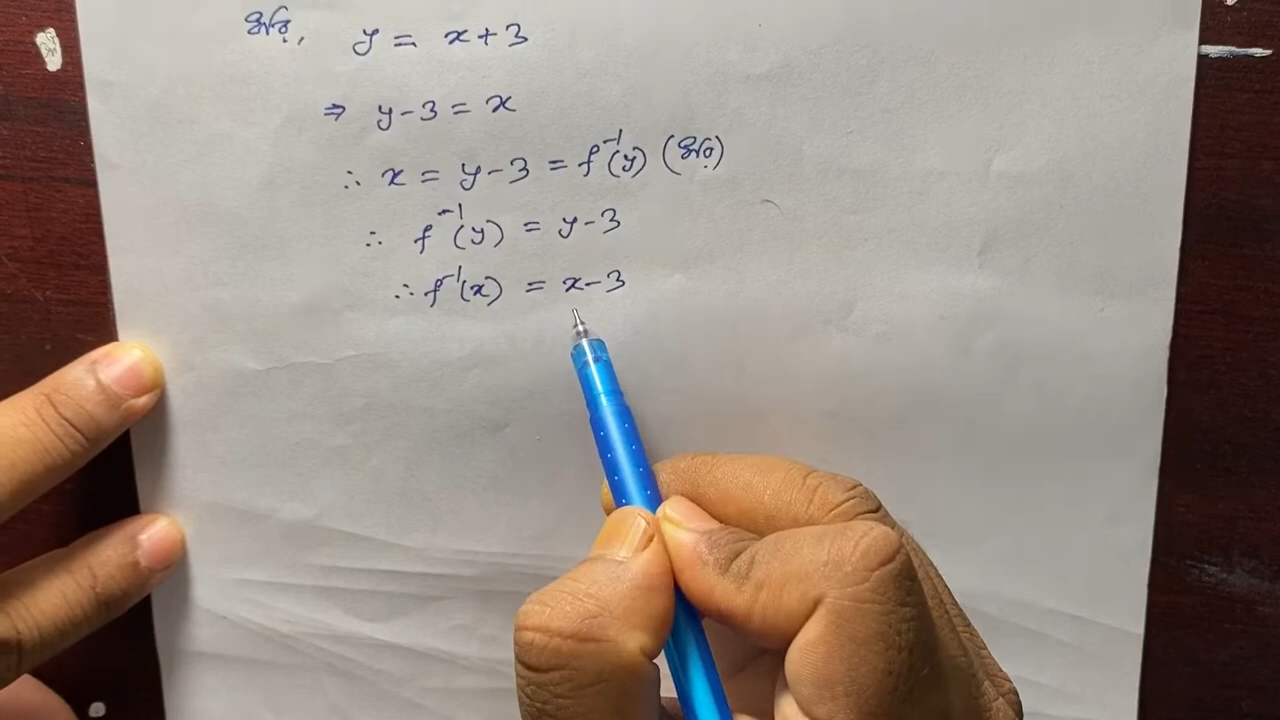 ধরি, y = x + 3
⇒ y - 3 = x
∴ x = y - 3 = f⁻¹(y) (ধরি)
∴ f⁻¹(y) = y - 3
∴ f⁻¹(x) = x - 3